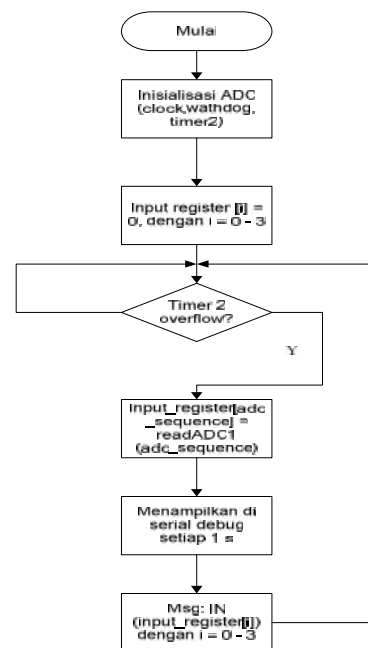 Mulai
Inisialisasi ADC
(clock,wathdog,
timer2)
Input register [i] =
0, dengan i = 0 - 3
Timer 2
overflow?
Y
Input_register[adc
_sequence] =
readADC1
(adc_sequence)
Menampilkan di
serial debug
setiap 1 s
Msg: IN
(input_register[i])
dengan i = 0 - 3